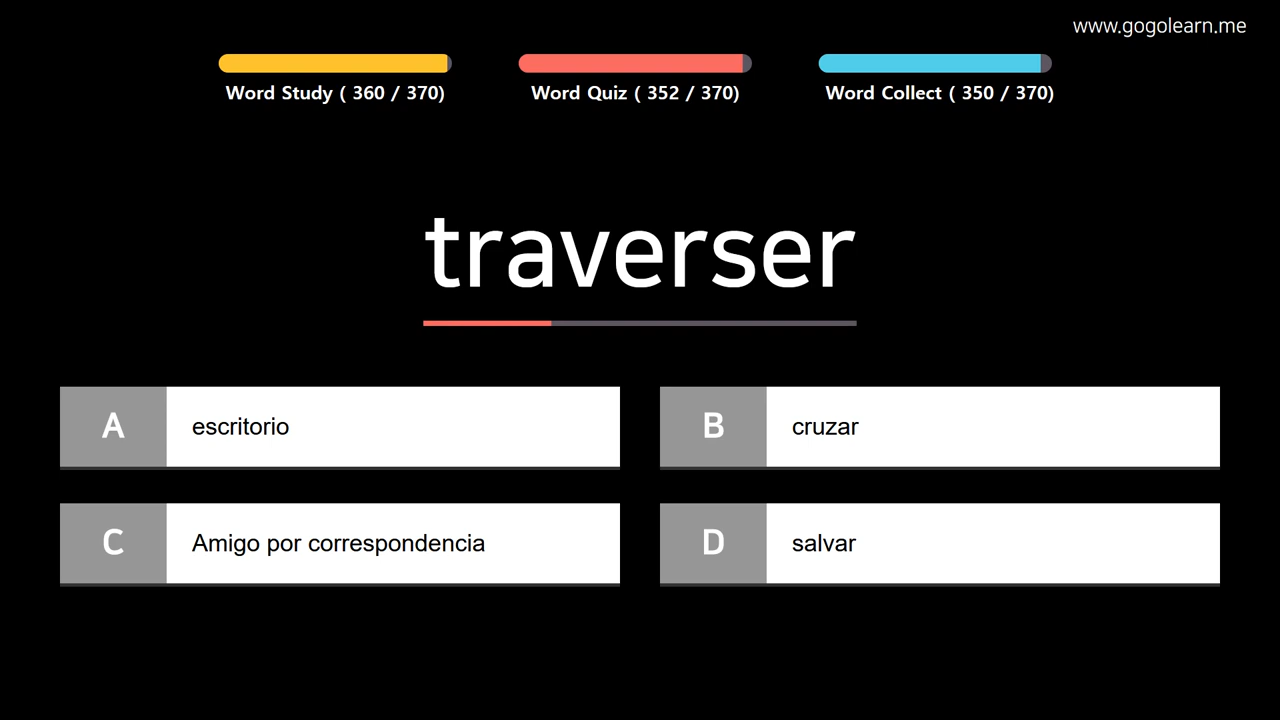 www.gogolearn.me
Word Study ( 360 / 370)
Word Quiz ( 352 / 370)
Word Collect ( 350 / 370)
traverser
A escritorio
B cruzar
C Amigo por correspondencia
D salvar